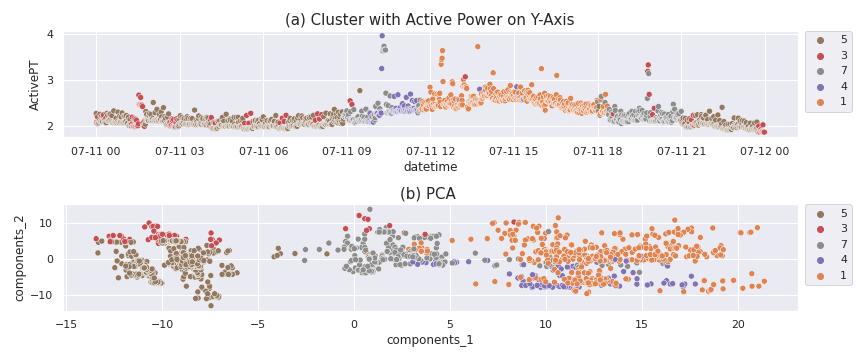 (a) Cluster with Active Power on Y-Axis
4
3
2
ActivePT
07-11 00 07-11 03 07-11 06 07-11 09 07-11 12 07-11 15 07-11 18 07-11 21 07-12 00
datetime
5
3
7
4
1
(b) PCA
10
0
−10
components_2
−15 −10 −5 0 5 10 15 20
components_1
5
3
7
4
1